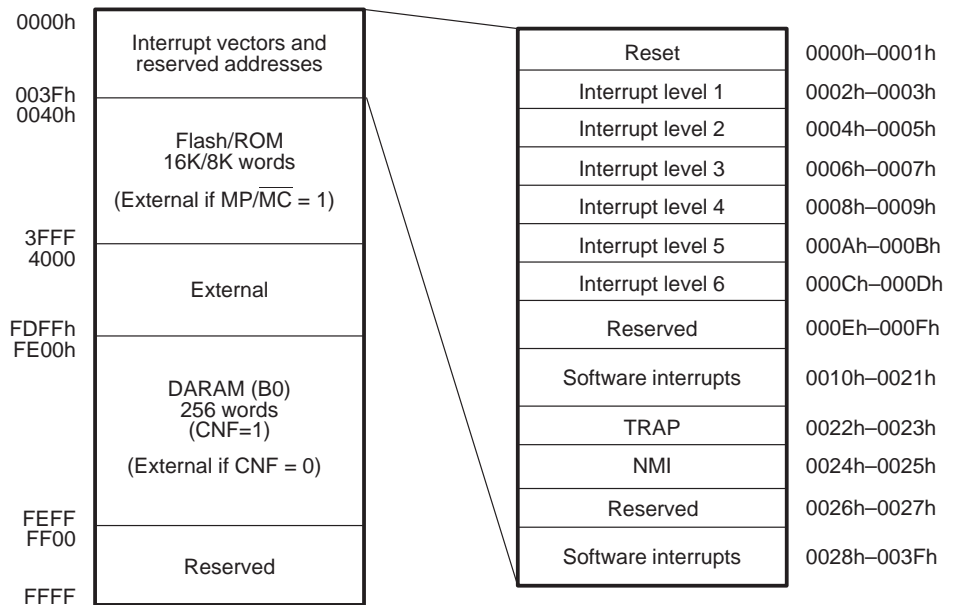 0000h
Interrupt vectors and
reserved addresses
003Fh
0040h
Flash/ROM
16K/8K words
(External if MP/M̅C̅ = 1)
3FFF
4000
External
FDFFh
FE00h
DARAM (B0)
256 words
(CNF=1)
(External if CNF = 0)
FEFF
FF00
Reserved
FFFF
Reset 0000h–0001h
Interrupt level 1 0002h–0003h
Interrupt level 2 0004h–0005h
Interrupt level 3 0006h–0007h
Interrupt level 4 0008h–0009h
Interrupt level 5 000Ah–000Bh
Interrupt level 6 000Ch–000Dh
Reserved 000Eh–000Fh
Software interrupts 0010h–0021h
TRAP 0022h–0023h
NMI 0024h–0025h
Reserved 0026h–0027h
Software interrupts 0028h–003Fh